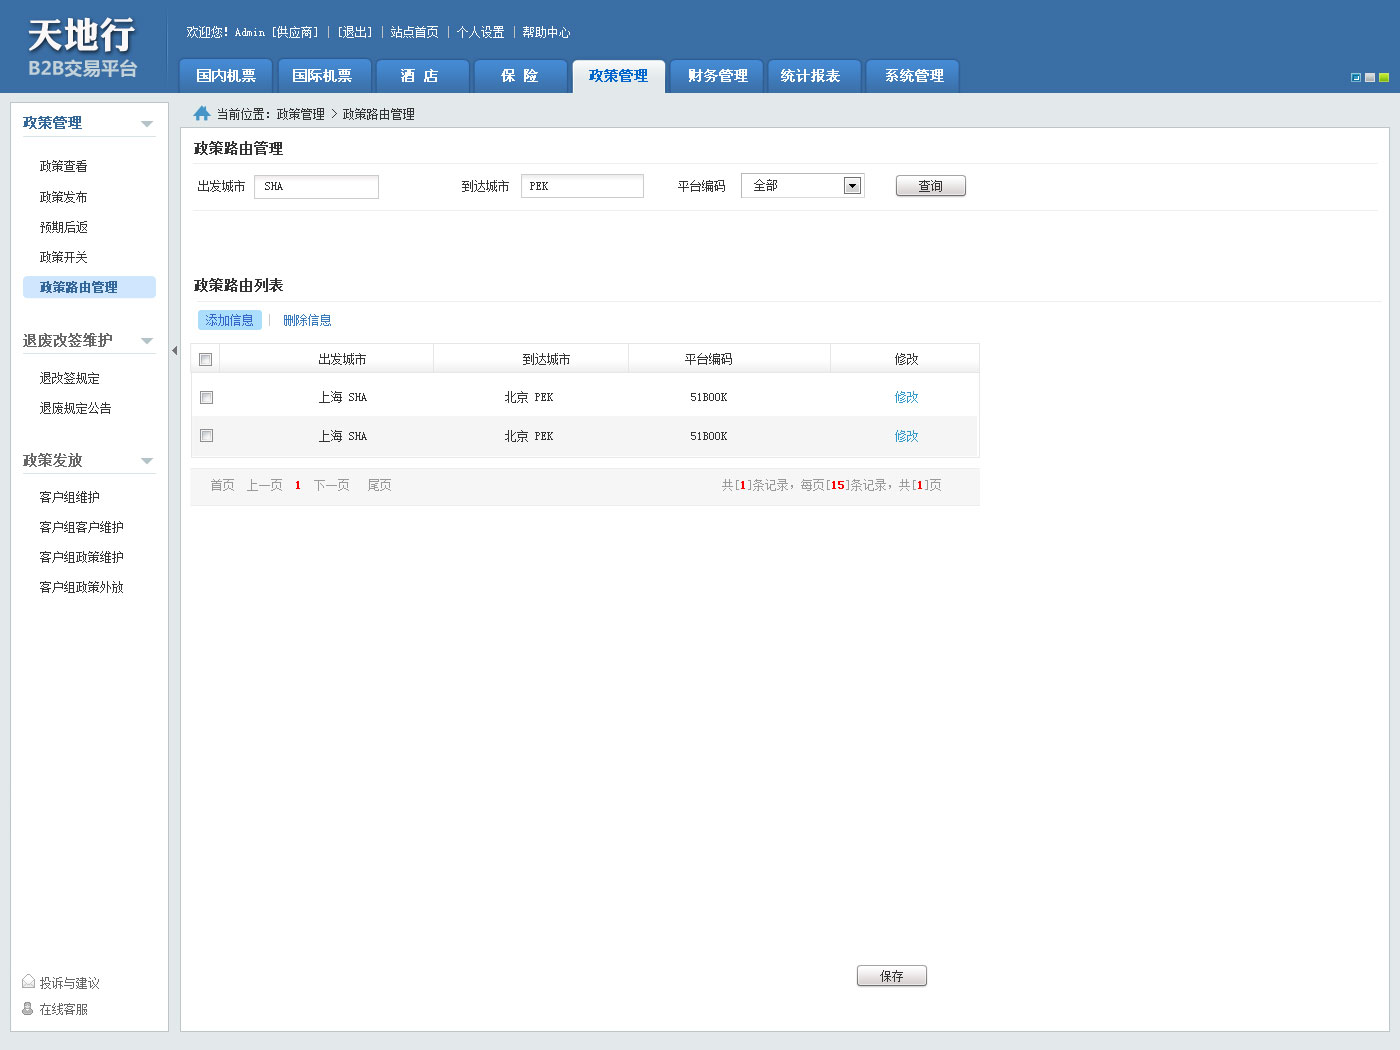 天地行
B2B交易平台
欢迎您! Admin [供应商] | [退出] | 站点首页 | 个人设置 | 帮助中心
国内机票 国际机票 酒 店 保 险 政策管理 财务管理 统计报表 系统管理
当前位置: 政策管理 > 政策路由管理
政策管理
政策查看
政策发布
预期后返
政策开关
政策路由管理
退废改签维护
退改签规定
退废规定公告
政策发放
客户组维护
客户组客户维护
客户组政策维护
客户组政策外放
投诉与建议
在线客服
政策路由管理
出发城市 SHA 到达城市 PEK 平台编码 全部 查询
政策路由列表
添加信息 | 删除信息
出发城市 到达城市 平台编码 修改
上海 SHA 北京 PEK 51BOOK 修改
上海 SHA 北京 PEK 51BOOK 修改
首页 上一页 1 下一页 尾页 共[1]条记录，每页[15]条记录，共[1]页
保存